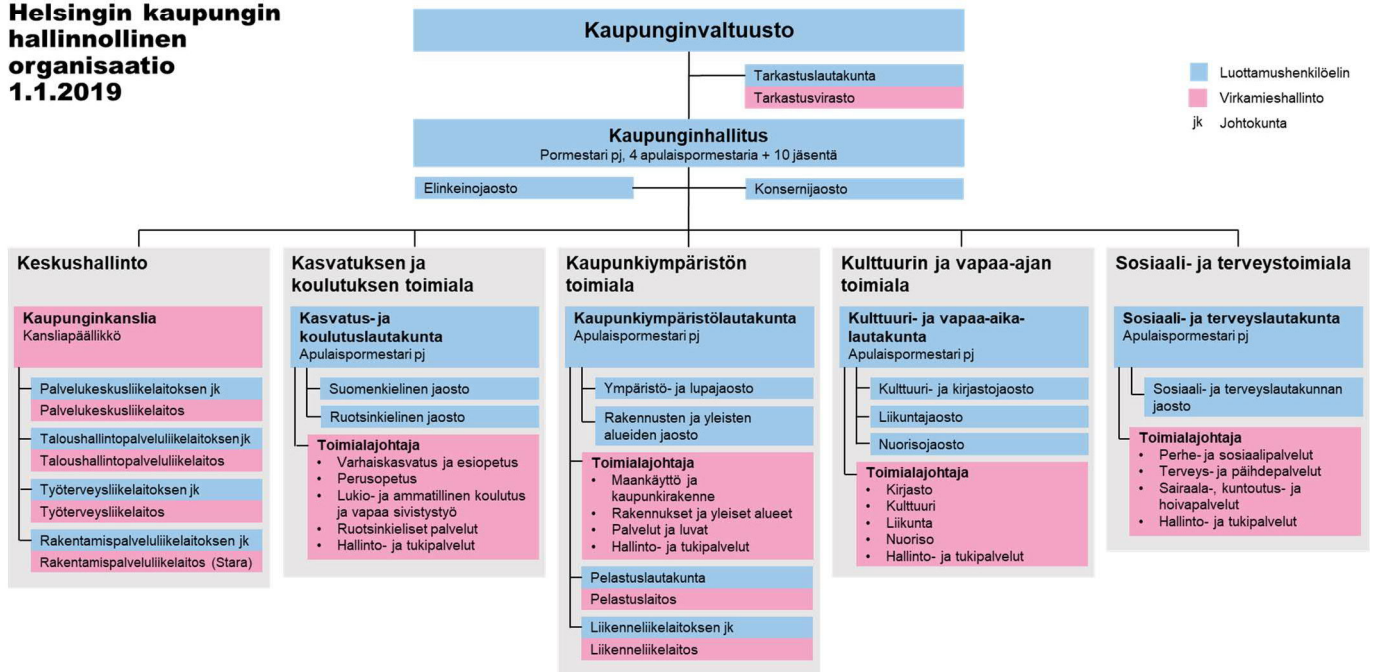 Helsingin kaupungin
hallinnollinen
organisaatio
1.1.2019
Kaupunginvaltuusto
Tarkastuslautakunta
Tarkastusvirasto
Luottamushenkilöelin
Virkamieshallinto
jk Johtokunta
Kaupunginhallitus
Pormestari pj, 4 apulaispormestaria + 10 jäsentä
Elinkeinojaosto
Konsernijaosto
Keskushallinto
Kaupunginkanslia
Kansliapäällikkö
Palvelukeskusliikelaitoksen jk
Palvelukeskusliikelaitos
Taloushallintopalveluliikelaitoksen jk
Taloushallintopalveluliikelaitos
Työterveysliikelaitoksen jk
Työterveysliikelaitos
Rakentamispalveluliikelaitoksen jk
Rakentamispalveluliikelaitos (Stara)
Kasvatuksen ja
koulutuksen toimiala
Kasvatus- ja
koulutuslautakunta
Apulaispormestari pj
Suomenkielinen jaosto
Ruotsinkielinen jaosto
Toimialajohtaja
• Varhaiskasvatus ja esiopetus
• Perusopetus
• Lukio- ja ammatillinen koulutus
ja vapaa sivistystyö
• Ruotsinkieliset palvelut
• Hallinto- ja tukipalvelut
Kaupunkiympäristön
toimiala
Kaupunkiympäristölautakunta
Apulaispormestari pj
Ympäristö- ja lupajaosto
Rakennusten ja yleisten
alueiden jaosto
Toimialajohtaja
• Maankäyttö ja
kaupunkirakenne
• Rakennukset ja yleiset alueet
• Palvelut ja luvat
• Hallinto- ja tukipalvelut
Pelastuslautakunta
Pelastuslaitos
Liikenneliikelaitoksen jk
Liikenneliikelaitos
Kulttuurin ja vapaa-ajan
toimiala
Kulttuuri- ja vapaa-aika-
lautakunta
Apulaispormestari pj
Kulttuuri- ja kirjastojaosto
Liikuntajaosto
Nuorisojaosto
Toimialajohtaja
• Kirjasto
• Kulttuuri
• Liikunta
• Nuoriso
• Hallinto- ja tukipalvelut
Sosiaali- ja terveystoimiala
Sosiaali- ja terveyslautakunta
Apulaispormestari pj
Sosiaali- ja terveyslautakunnan
jaosto
Toimialajohtaja
• Perhe- ja sosiaalipalvelut
• Terveys- ja päihdepalvelut
• Sairaala-, kuntoutus- ja
hoivapalvelut
• Hallinto- ja tukipalvelut